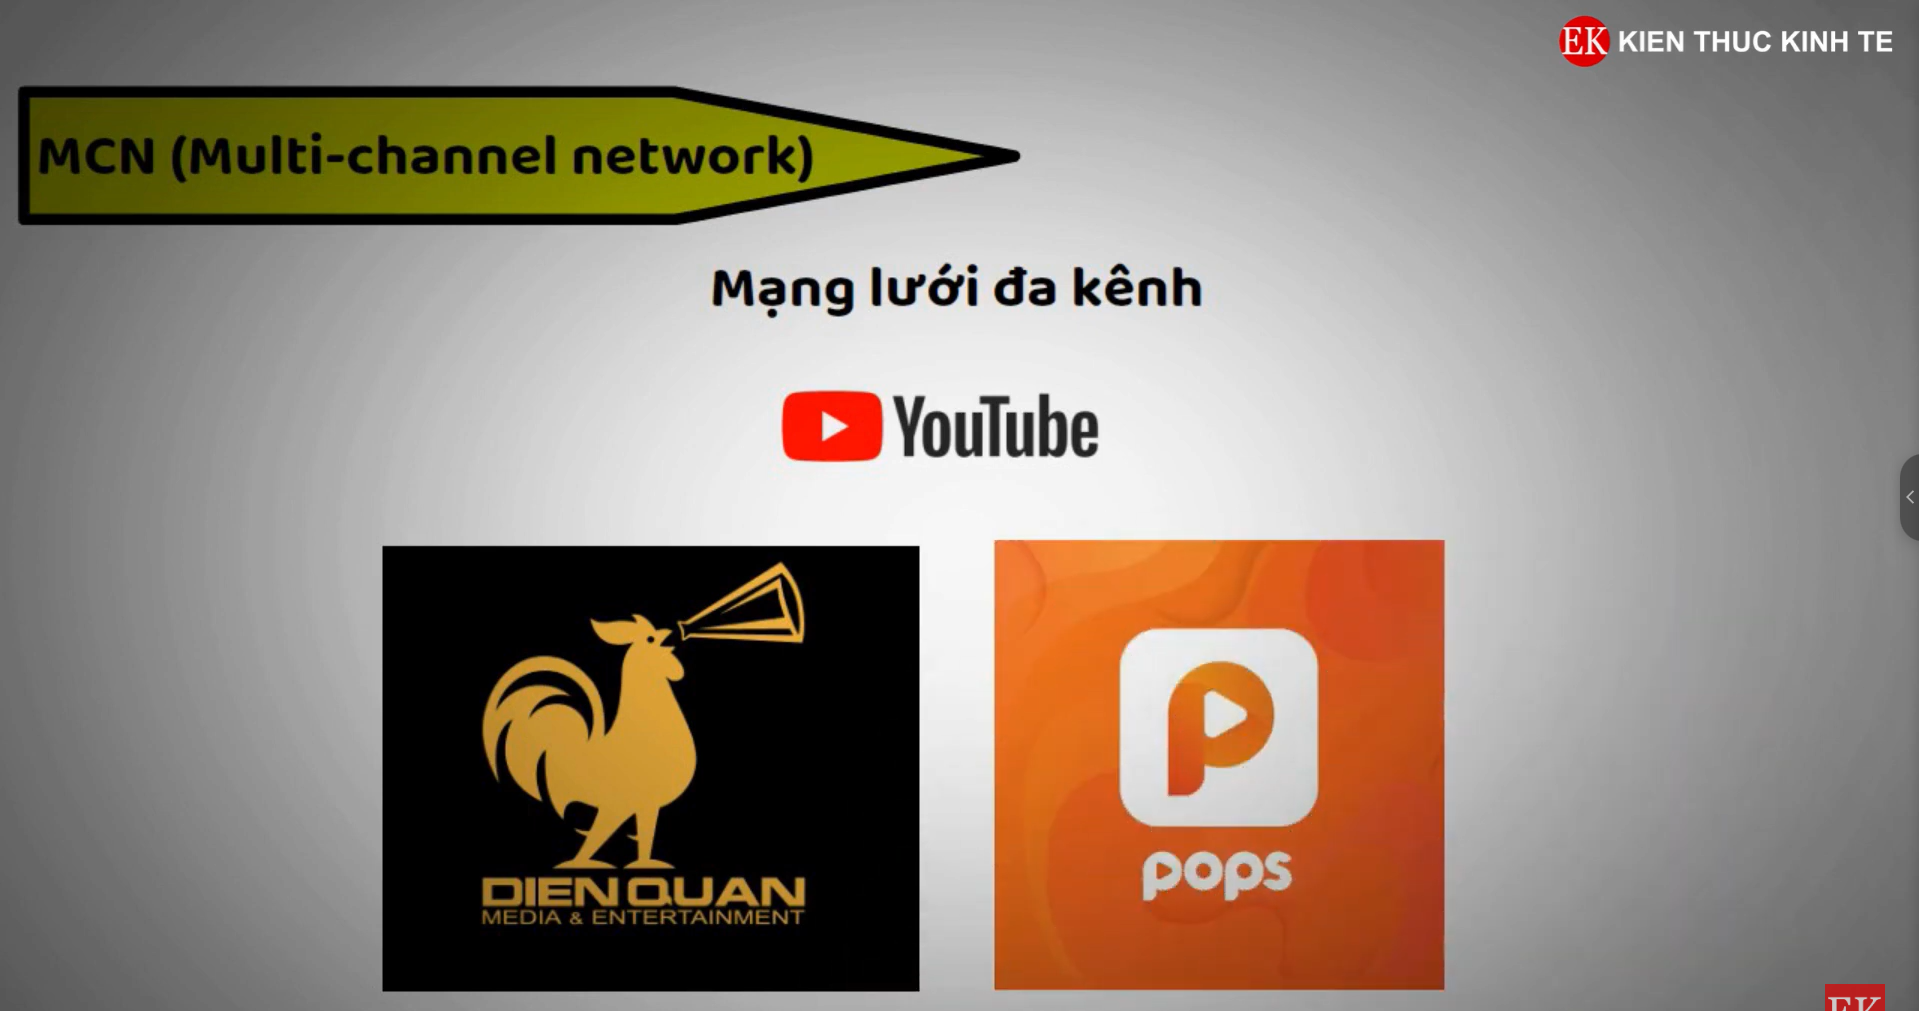 EK KIEN THUC KINH TE
MCN (Multi-channel network)
Mạng lưới đa kênh
YouTube
DIEN QUAN
MEDIA & ENTERTAINMENT
pops
EK